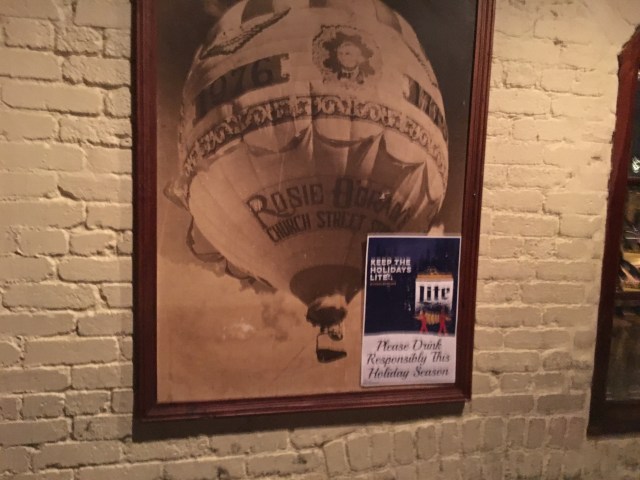 1976
ROSIE O'GRADY
CHURCH STREET
KEEP THE
HOLIDAYS
LITE
Lite
Please Drink
Responsibly This
Holiday Season